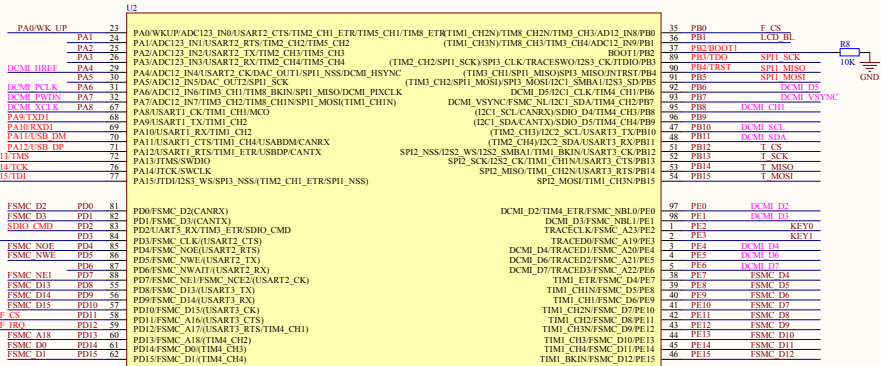 U2
PA0/WK_UP 23 PA0/WKUP/ADC123_IN0/USART2_CTS/TIM2_CH1_ETR/TIM5_CH1/TIM8_ETR (TIM1_CH2N)/TIM8_CH2N/TIM3_CH3/AD12_IN8/PB0 35 PB0 F_CS
PA1 24 PA1/ADC123_IN1/USART2_RTS/TIM2_CH2/TIM5_CH2 (TIM1_CH3N)/TIM8_CH3N/TIM3_CH4/ADC12_IN9/PB1 36 PB1 LCD_BL
PA2 25 PA2/ADC123_IN2/USART2_TX/TIM2_CH3/TIM5_CH3 BOOT1/PB2 37 PB2/BOOT1 R8
PA3 26 PA3/ADC123_IN3/USART2_RX/TIM2_CH4/TIM5_CH4 (TIM2_CH2/SPI1_SCK)/SPI3_CLK/TRACESWO/I2S3_CK/JTDIO/PB3 89 PB3/TDO SPI1_SCK 10K
DCMI_HREF PA4 29 PA4/ADC12_IN4/USART2_CK/DAC_OUT1/SPI1_NSS/DCMI_HSYNC (TIM3_CH1/SPI1_MISO)SPI3_MISO/INTRST/PB4 90 PB4/TRST SPI1_MISO
PA5 30 PA5/ADC12_IN5/DAC_OUT2/SPI1_SCK (TIM3_CH2/SPI1_MOSI)/SPI3_MOSI/I2C1_SMBA1/I2S3_SD/PB5 91 PB5 SPI1_MOSI GND
DCMI_PCLK PA6 31 PA6/ADC12_IN6/TIM3_CH1/TIM8_BKIN/SPI1_MISO/DCMI_PIXCLK DCMI_D5/I2C1_CLK/TIM4_CH1/PB6 92 PB6 DCMI_D5
DCMI_PWDN PA7 32 PA7/ADC12_IN7/TIM3_CH2/TIM8_CH1N/SPI1_MOSI(TIM1_CH1N) DCMI_VSYNC/FSMC_NL/I2C1_SDA/TIM4_CH2/PB7 93 PB7 DCMI_VSYNC
DCMI_XCLK PA8 67 PA8/USART1_CK/TIM1_CH1/MCO (I2C1_SCL/CANRX)/SDIO_D4/TIM4_CH3/PB8 95 PB8 DCMI_CH1
PA9/TXD1 68 PA9/USART1_TX/TIM1_CH2 (I2C1_SDA/CANTX)/SDIO_D5/TIM4_CH4/PB9 96 PB9
PA10/RXD1 69 PA10/USART1_RX/TIM1_CH2 (TIM2_CH3)/I2C2_SCL/USART3_TX/PB10 47 PB10 DCMI_SCL
PA11/USB_DM 70 PA11/USART1_CTS/TIM1_CH4/USABDM/CANRX (TIM2_CH4)/I2C2_SDA/USART3_RX/PB11 48 PB11 DCMI_SDA
PA12/USB_DP 71 PA12/USART1_RTS/TIM1_ETR/USBDP/CANTX SPI2_NSS/I2S2_WS/I2S2_SMBA1/TIM1_BKIN/USART3_CK/PB12 51 PB12 T_CS
13/TMS 72 PA13/JTMS/SWDIO SPI2_SCK/I2S2_CK/TIM1_CH1N/USART3_CTS/PB13 52 PB13 T_SCK
14/TCK 76 PA14/JTCK/SWCLK SPI2_MISO/TIM1_CH2N/USART3_RTS/PB14 53 PB14 T_MISO
15/TDI 77 PA15/JTDI/I2S3_WS/SPI3_NSS/(TIM2_CH1_ETR/SPI1_NSS) SPI2_MOSI/TIM1_CH3N/PB15 54 PB15 T_MOSI
FSMC_D2 PD0 81 PD0/FSMC_D2(CANRX) DCMI_D2/TIM4_ETR/FSMC_NBL0/PE0 97 PE0 DCMI_D2
FSMC_D3 PD1 82 PD1/FSMC_D3/(CANTX) DCMI_D3/FSMC_NBL1/PE1 98 PE1 DCMI_D3
SDIO_CMD PD2 83 PD2/UART5_RX/TIM3_ETR/SDIO_CMD TRACECLK/FSMC_A23/PE2 1 PE2 KEY0
PD3 84 PD3/FSMC_CLK/(USART2_CTS) TRACED0/FSMC_A19/PE3 2 PE3 KEY1
FSMC_NOE PD4 85 PD4/FSMC_NOE(USART2_RTS) DCMI_D4/TRACED1/FSMC_A20/PE4 3 PE4 DCMI_D4
FSMC_NWE PD5 86 PD5/FSMC_NWE/(USART2_TX) DCMI_D6/TRACED2/FSMC_A21/PE5 4 PE5 DCMI_D6
PD6 87 PD6/FSMC_NWAIT/(USART2_RX) DCMI_D7/TRACED3/FSMC_A22/PE6 5 PE6 DCMI_D7
FSMC_NE1 PD7 88 PD7/FSMC_NE1/FSMC_NCE2/(USART2_CK) TIM1_ETR/FSMC_D4/PE7 38 PE7 FSMC_D4
FSMC_D13 PD8 55 PD8/FSMC_D13/(USART3_TX) TIM1_CH1N/FSMC_D5/PE8 39 PE8 FSMC_D5
FSMC_D14 PD9 56 PD9/FSMC_D14/(USART3_RX) TIM1_CH1/FSMC_D6/PE9 40 PE9 FSMC_D6
FSMC_D15 PD10 57 PD10/FSMC_D15/(USART3_CK) TIM1_CH2N/FSMC_D7/PE10 41 PE10 FSMC_D7
F_CS PD11 58 PD11/FSMC_A16/(USART3_CTS) TIM1_CH2/FSMC_D8/PE11 42 PE11 FSMC_D8
F_IRQ PD12 59 PD12/FSMC_A17/(USART3_RTS/TIM4_CH1) TIM1_CH3N/FSMC_D9/PE12 43 PE12 FSMC_D9
FSMC_A18 PD13 60 PD13/FSMC_A18/(TIM4_CH2) TIM1_CH3/FSMC_D10/PE13 44 PE13 FSMC_D10
FSMC_D0 PD14 61 PD14/FSMC_D0/(TIM4_CH3) TIM1_CH4/FSMC_D11/PE14 45 PE14 FSMC_D11
FSMC_D1 PD15 62 PD15/FSMC_D1/(TIM4_CH4) TIM1_BKIN/FSMC_D12/PE15 46 PE15 FSMC_D12